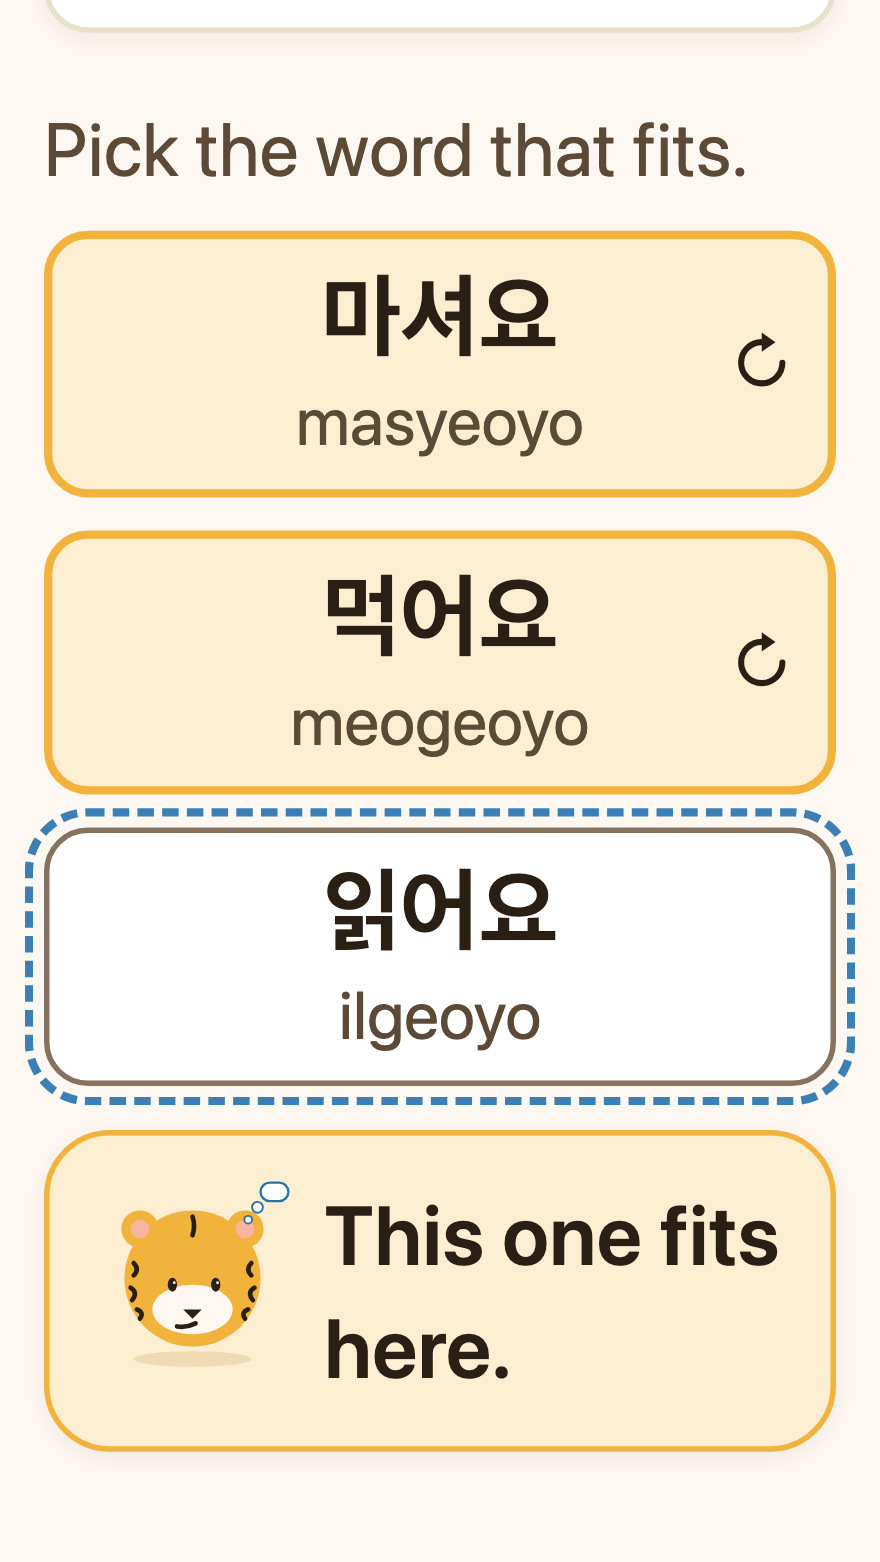 Pick the word that fits.
마셔요
masyeoyo
먹어요
meogeoyo
읽어요
ilgeoyo
This one fits
here.